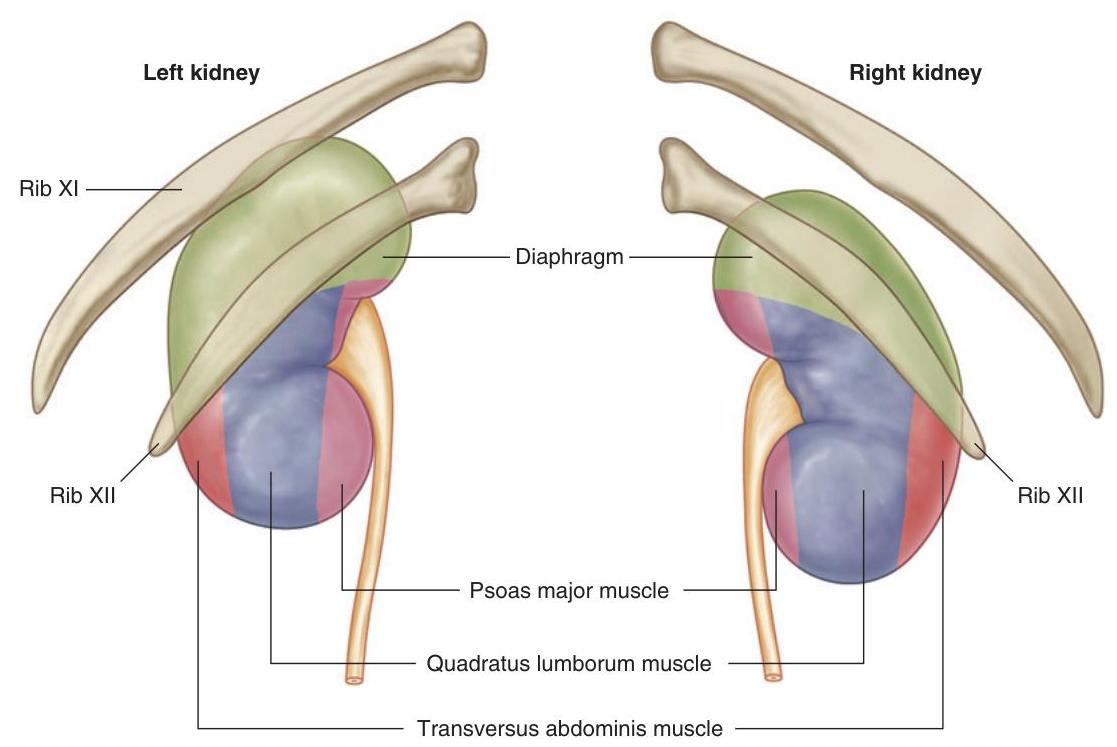 Left kidney
Right kidney
Rib XI
Diaphragm
Rib XII
Rib XII
Psoas major muscle
Quadratus lumborum muscle
Transversus abdominis muscle